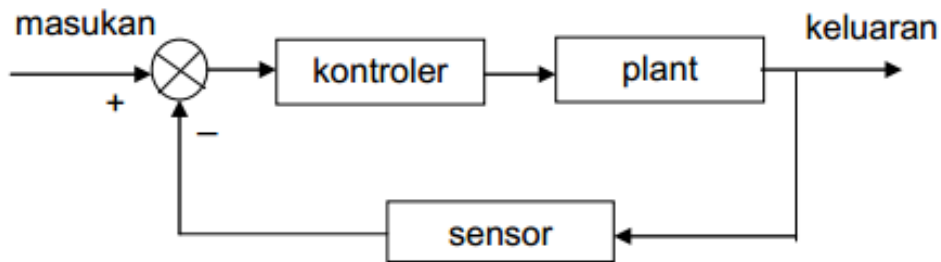 masukan
keluaran
kontroler
plant
+
–
sensor